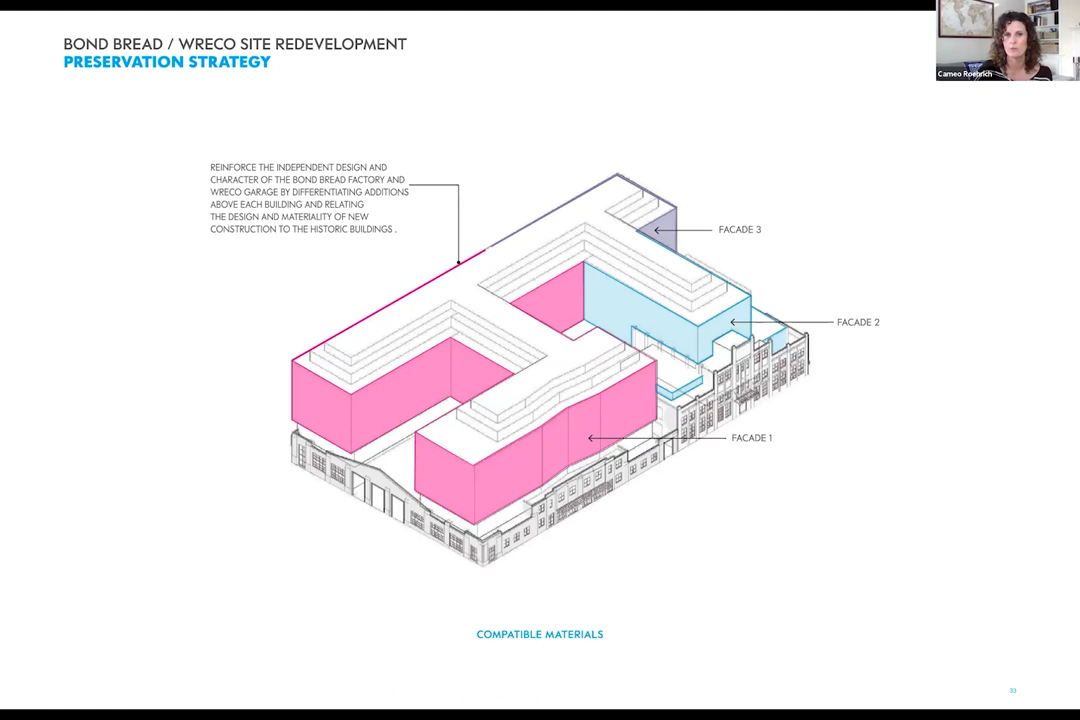 BOND BREAD / WRECO SITE REDEVELOPMENT
PRESERVATION STRATEGY
Cameo Roehrich
REINFORCE THE INDEPENDENT DESIGN AND
CHARACTER OF THE BOND BREAD FACTORY AND
WRECO GARAGE BY DIFFERENTIATING ADDITIONS
ABOVE EACH BUILDING AND RELATING
THE DESIGN AND MATERIALITY OF NEW
CONSTRUCTION TO THE HISTORIC BUILDINGS .
FACADE 3
FACADE 2
FACADE 1
COMPATIBLE MATERIALS
33